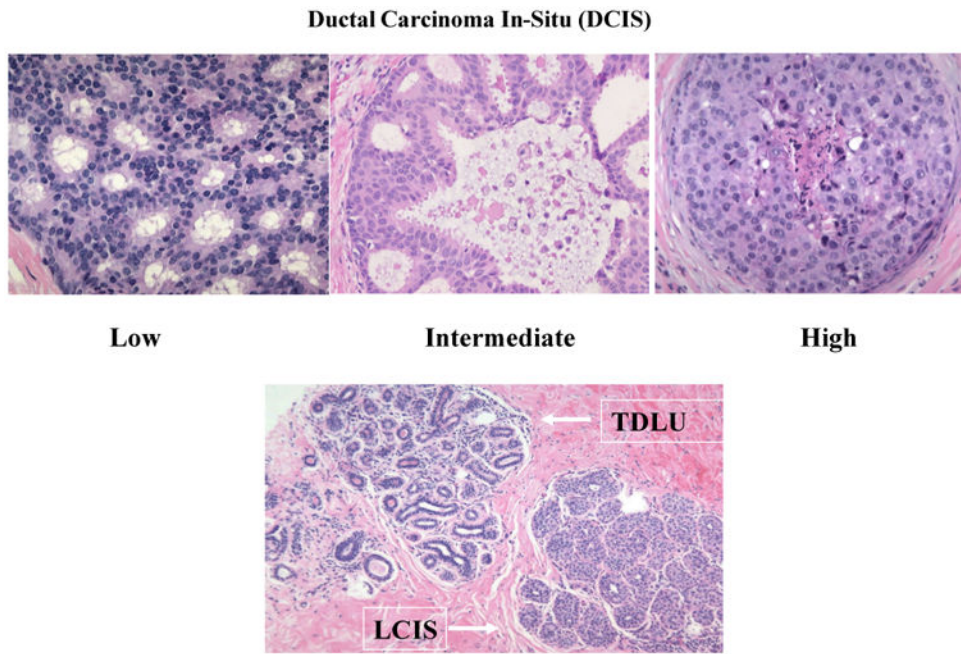 Ductal Carcinoma In-Situ (DCIS)
Low
Intermediate
High
TDLU
LCIS